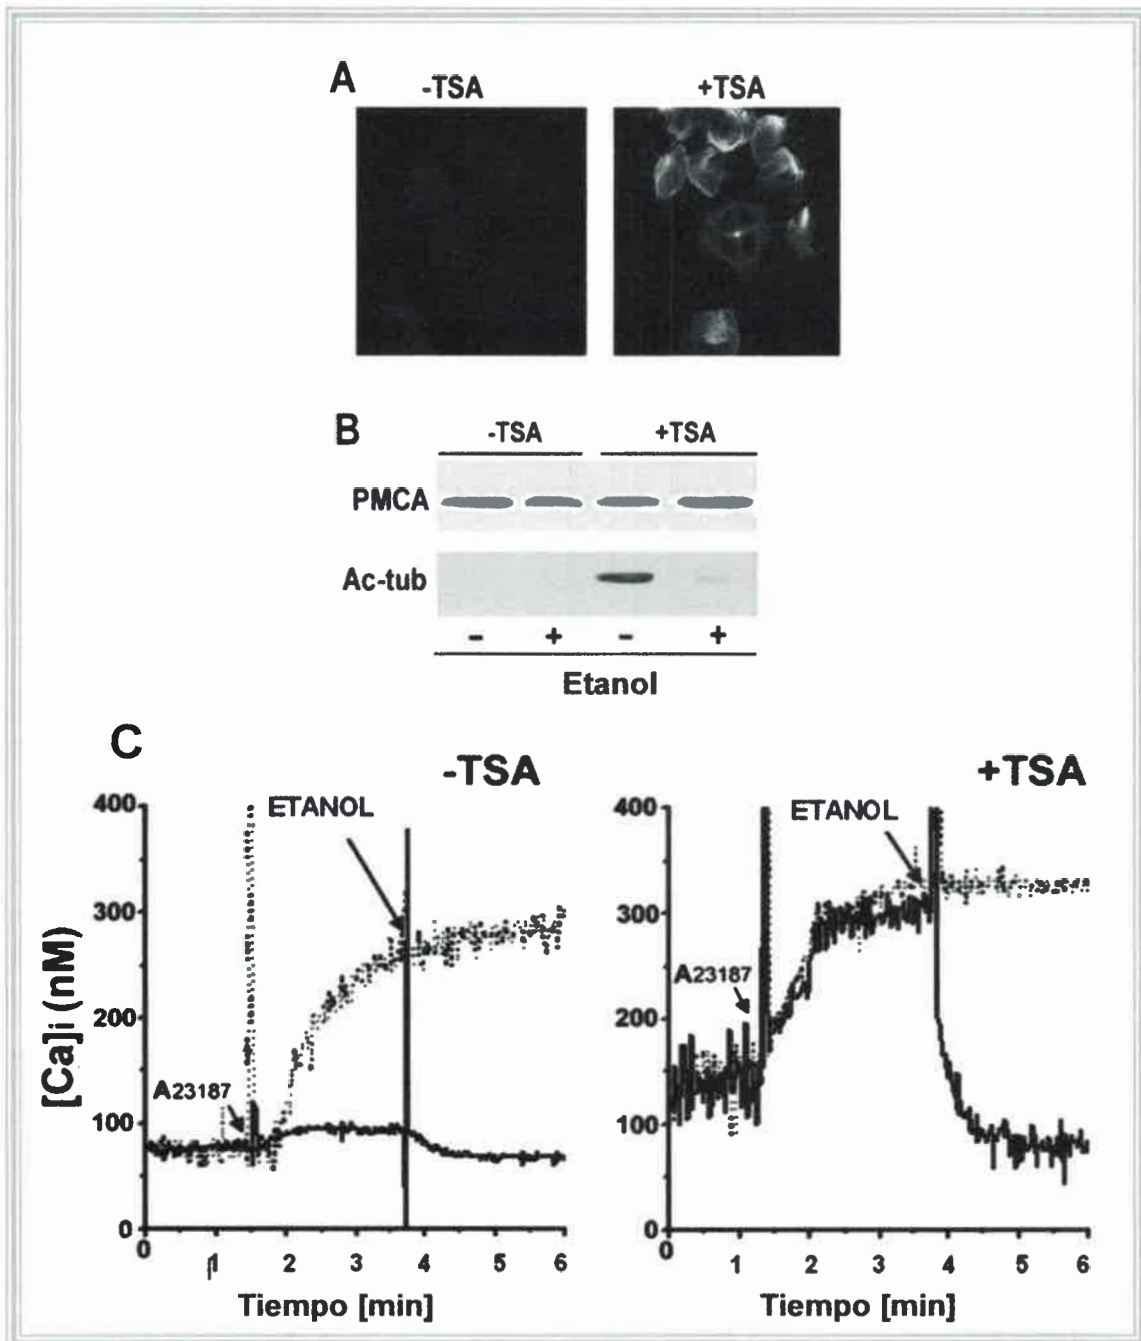 A
-TSA +TSA
B
-TSA +TSA
PMCA
Ac-tub
- + - +
Etanol
C
-TSA
400
300
200
100
0
[Ca]i (nM)
ETANOL
A23187
0 1 2 3 4 5 6
Tiempo [min]
+TSA
400
300
200
100
0
ETANOL
A23187
0 1 2 3 4 5 6
Tiempo [min]